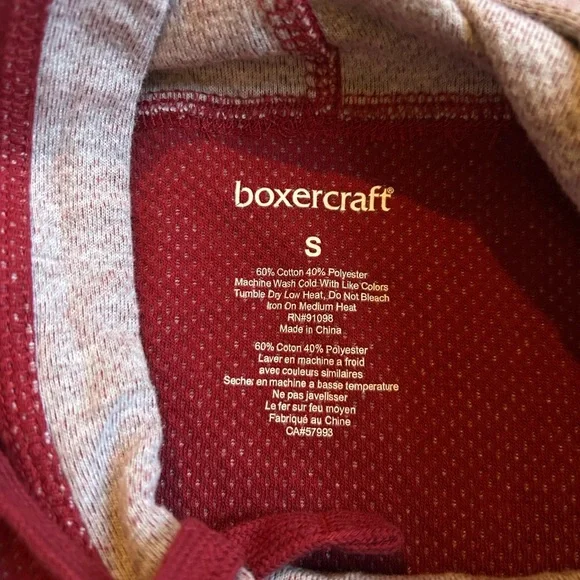 boxercraft®
S
60% Cotton 40% Polyester
Machine Wash Cold With Like Colors
Tumble Dry Low Heat, Do Not Bleach
Iron On Medium Heat
RN#91098
Made in China
60% Coton 40% Polyester
Laver en machine a froid
avec couleurs similaires
Secher en machine a basse temperature
Ne pas javelisser
Le fer sur feu moyen
Fabriqué au Chine
CA#57993